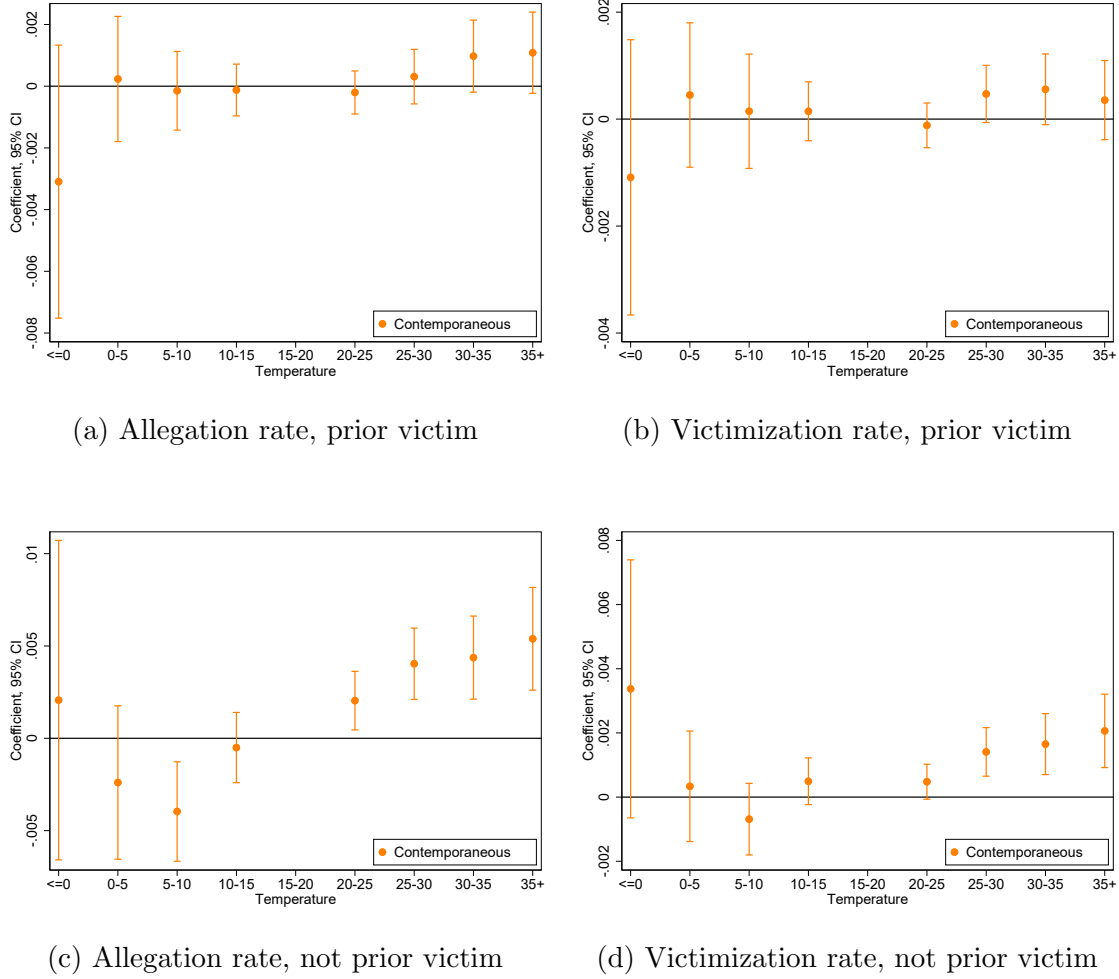 Coefficient, 95% CI
.002
0
-.002
-.004
-.006
-.008
Contemporaneous
<=0 0-5 5-10 10-15 15-20 20-25 25-30 30-35 35+
Temperature
(a) Allegation rate, prior victim
Coefficient, 95% CI
.002
0
-.002
-.004
Contemporaneous
<=0 0-5 5-10 10-15 15-20 20-25 25-30 30-35 35+
Temperature
(b) Victimization rate, prior victim
Coefficient, 95% CI
.01
.005
0
-.005
Contemporaneous
<=0 0-5 5-10 10-15 15-20 20-25 25-30 30-35 35+
Temperature
(c) Allegation rate, not prior victim
Coefficient, 95% CI
.008
.006
.004
.002
0
-.002
Contemporaneous
<=0 0-5 5-10 10-15 15-20 20-25 25-30 30-35 35+
Temperature
(d) Victimization rate, not prior victim